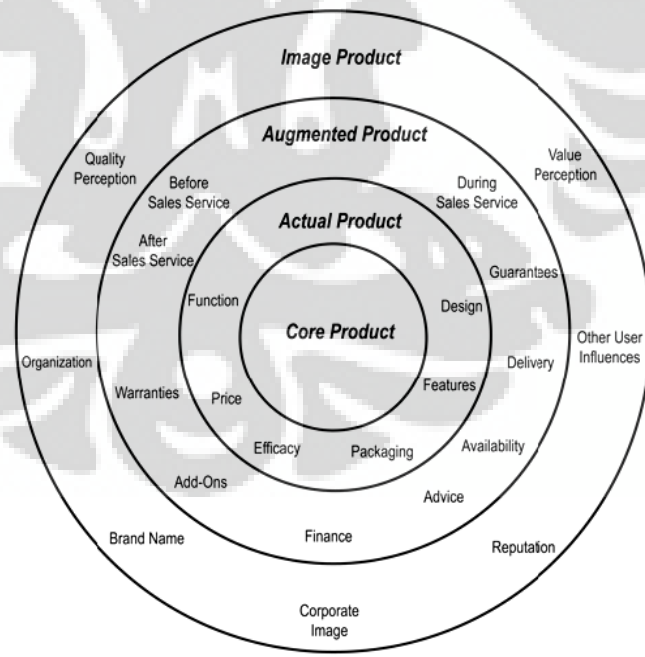 Image Product
Augmented Product
Quality
Perception
Value
Perception
Before
Sales Service
During
Sales Service
Actual Product
After
Sales Service
Guarantees
Function
Design
Core Product
Other User
Influences
Organization
Delivery
Warranties
Price
Features
Efficacy
Packaging
Availability
Add-Ons
Advice
Brand Name
Finance
Reputation
Corporate
Image